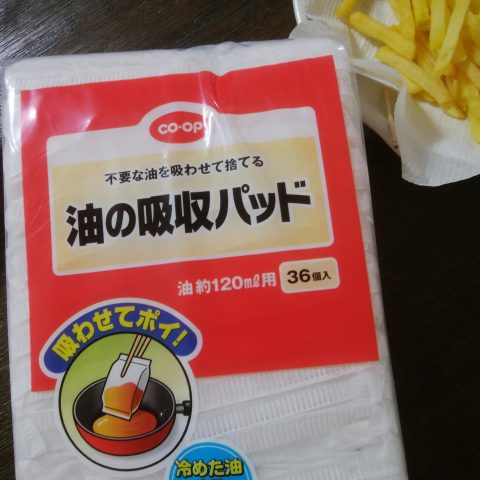 CO·OP
不要な油を吸わせて捨てる
油の吸収パッド
油約120mℓ用
36個入
吸わせてポイ!
冷めた油